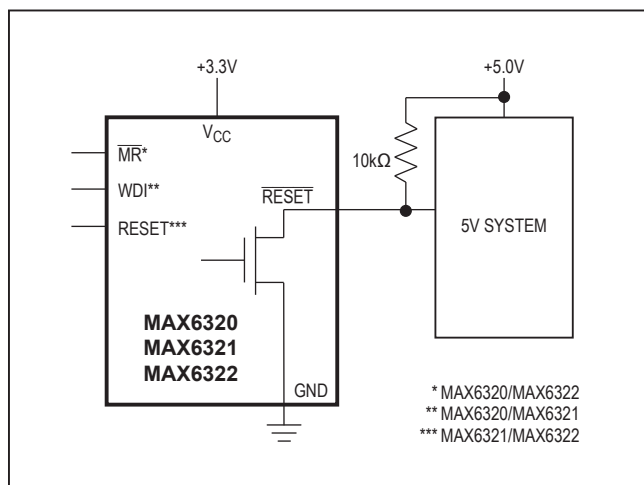 +3.3V
+5.0V
VCC
MR*
10kΩ
WDI**
RESET
RESET***
5V SYSTEM
MAX6320
MAX6321
MAX6322
GND
* MAX6320/MAX6322
** MAX6320/MAX6321
*** MAX6321/MAX6322